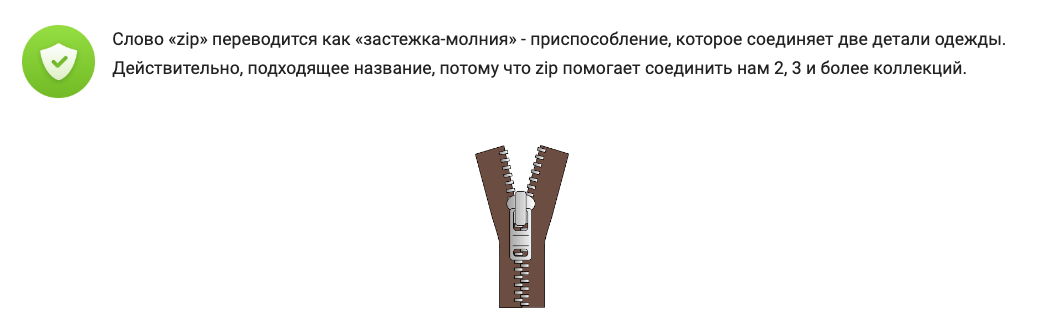 Слово «zip» переводится как «застежка-молния» - приспособление, которое соединяет две детали одежды.
Действительно, подходящее название, потому что zip помогает соединить нам 2, 3 и более коллекций.